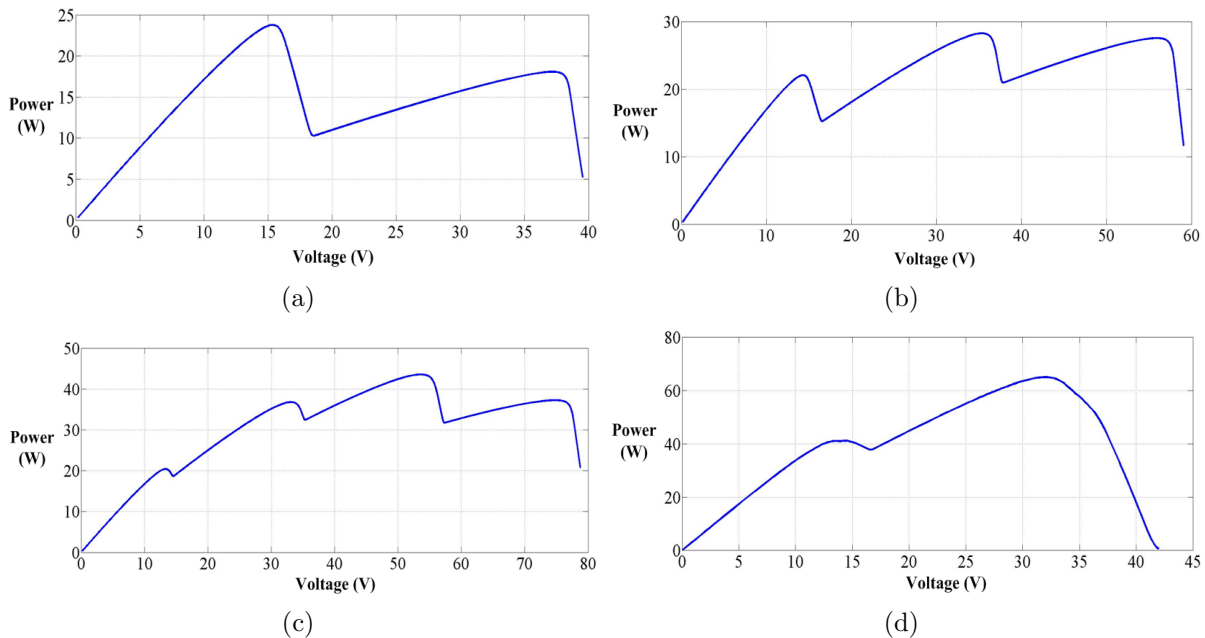 25
20
15
10
5
0
Power
(W)
0 5 10 15 20 25 30 35 40
Voltage (V)
(a)
30
20
10
0
Power
(W)
0 10 20 30 40 50 60
Voltage (V)
(b)
50
40
30
20
10
0
Power
(W)
0 10 20 30 40 50 60 70 80
Voltage (V)
(c)
80
60
40
20
0
Power
(W)
0 5 10 15 20 25 30 35 40 45
Voltage (V)
(d)